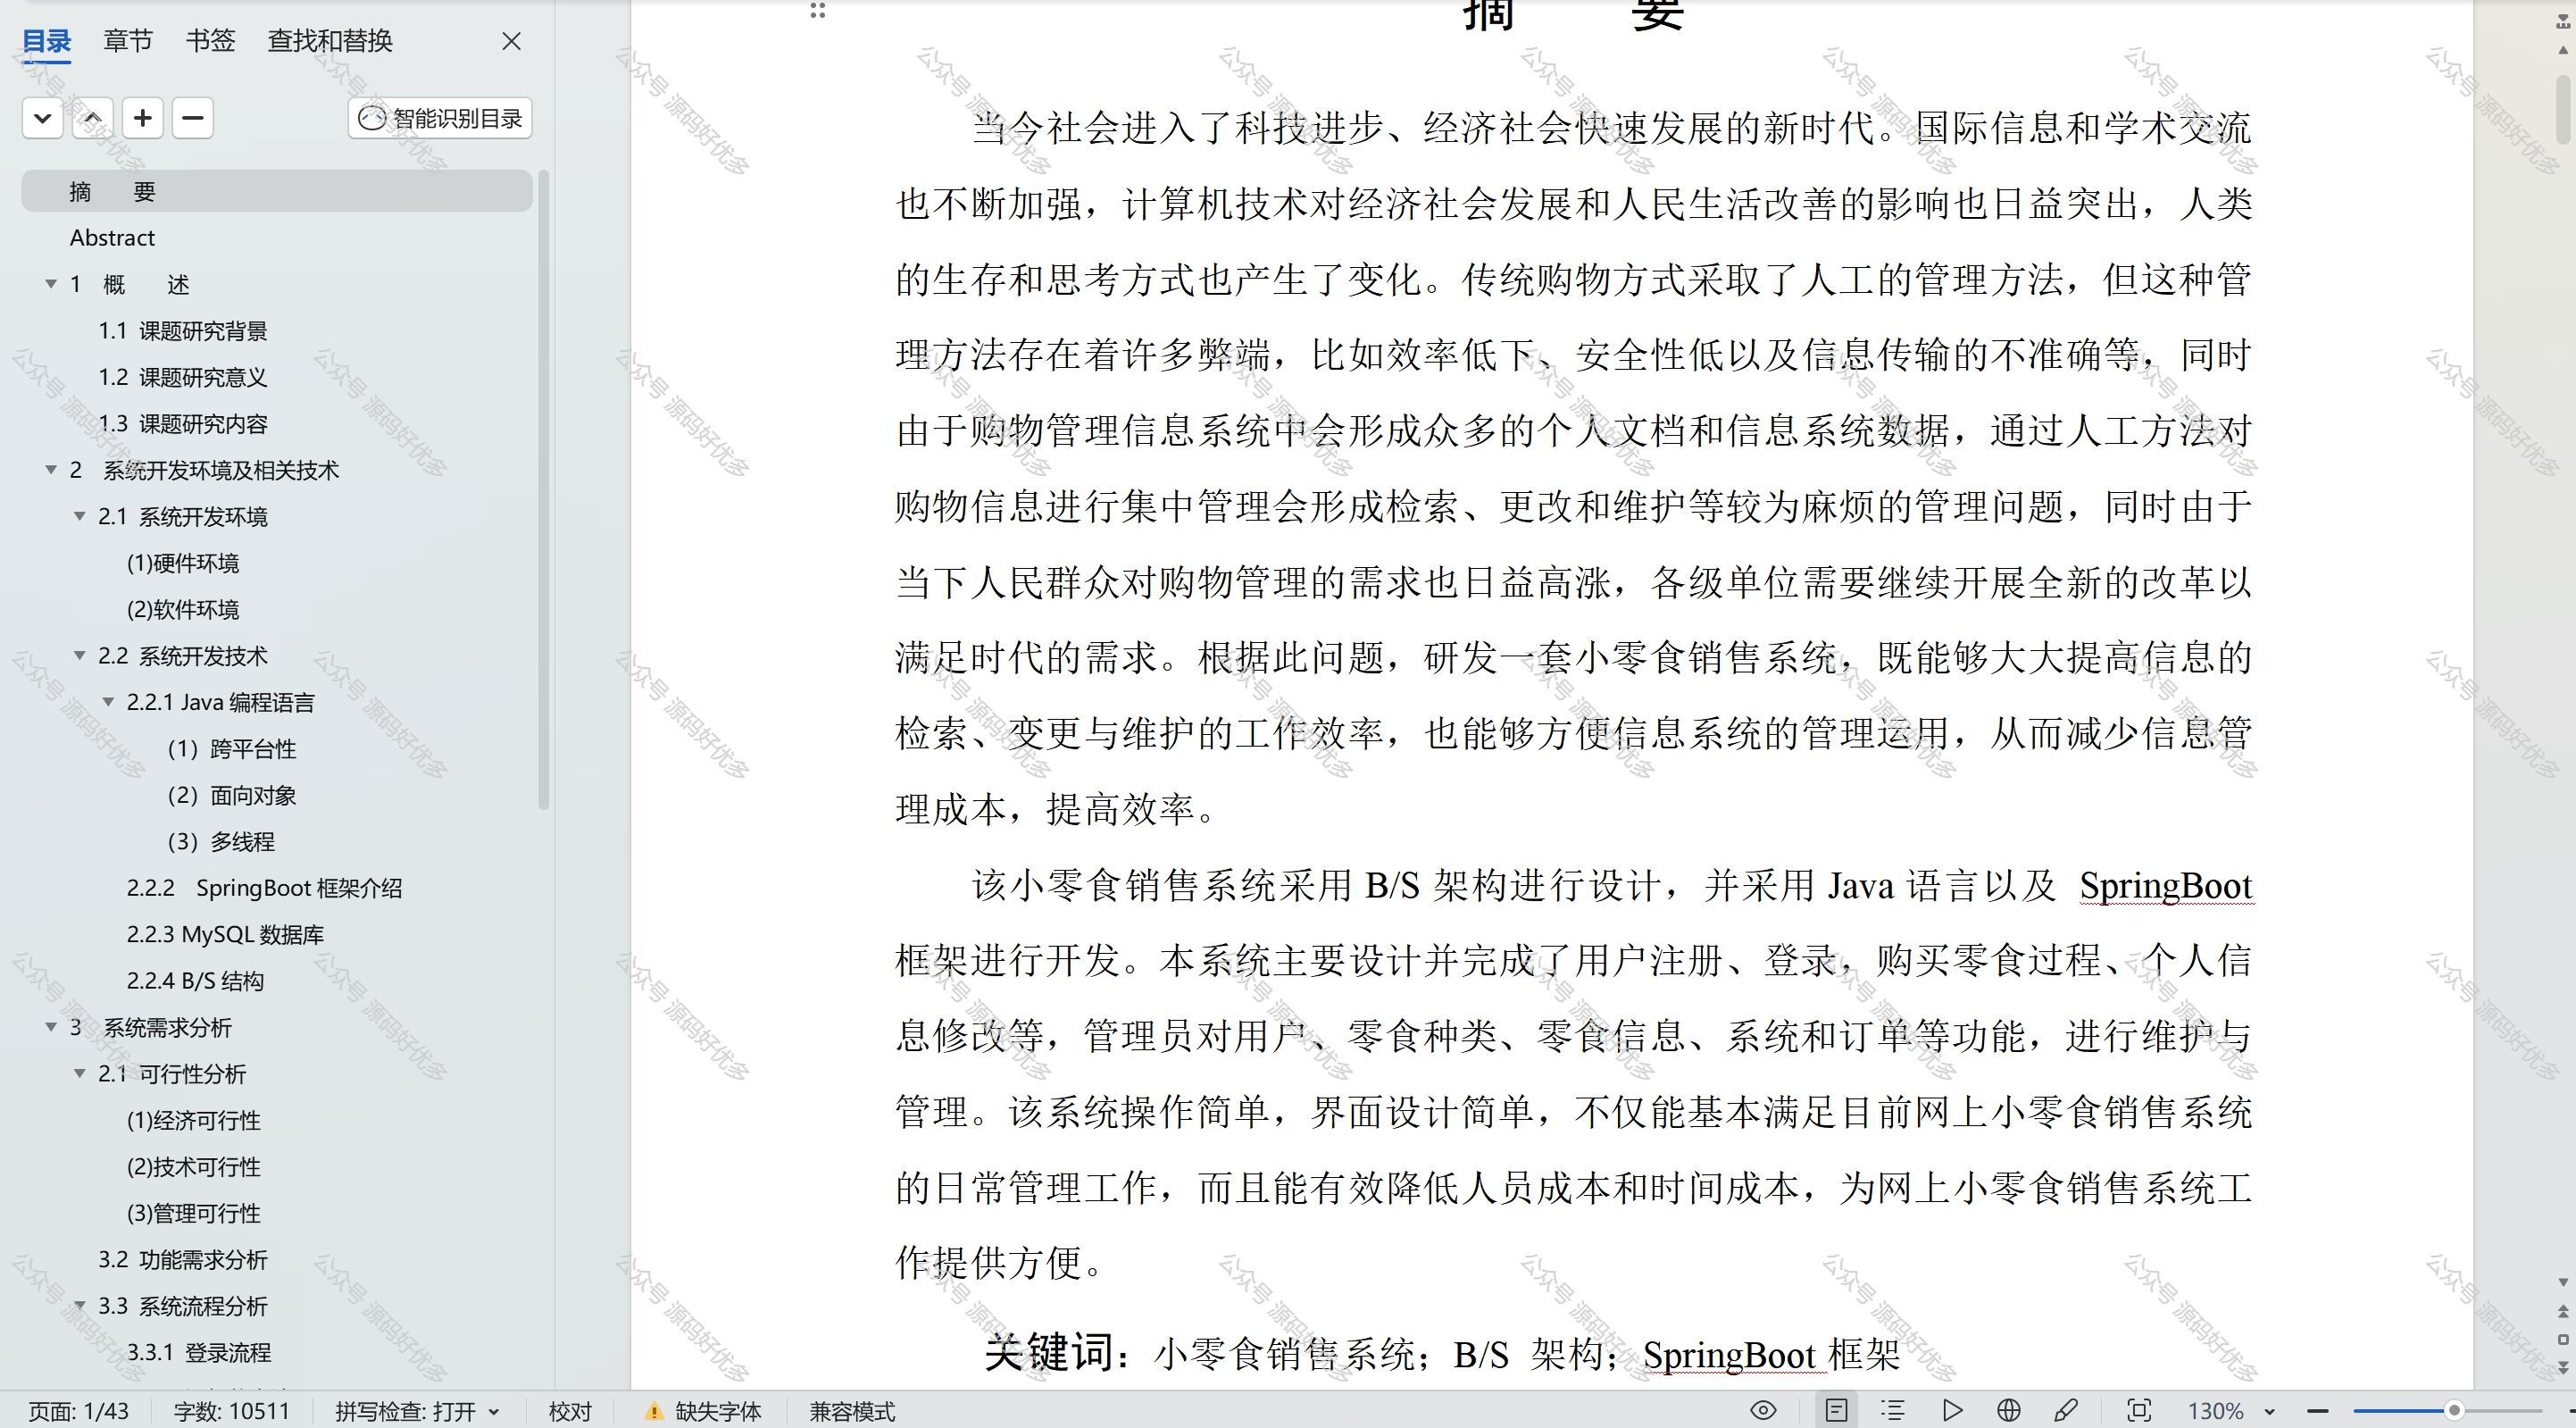 目录 章节 书签 查找和替换
智能识别目录
摘 要
Abstract
1 概 述
1.1 课题研究背景
1.2 课题研究意义
1.3 课题研究内容
2 系统开发环境及相关技术
2.1 系统开发环境
(1)硬件环境
(2)软件环境
2.2 系统开发技术
2.2.1 Java 编程语言
（1）跨平台性
（2）面向对象
（3）多线程
2.2.2 SpringBoot 框架介绍
2.2.3 MySQL 数据库
2.2.4 B/S 结构
3 系统需求分析
2.1 可行性分析
(1)经济可行性
(2)技术可行性
(3)管理可行性
3.2 功能需求分析
3.3 系统流程分析
3.3.1 登录流程
摘 要
当今社会进入了科技进步、经济社会快速发展的新时代。国际信息和学术交流
也不断加强，计算机技术对经济社会发展和人民生活改善的影响也日益突出，人类
的生存和思考方式也产生了变化。传统购物方式采取了人工的管理方法，但这种管
理方法存在着许多弊端，比如效率低下、安全性低以及信息传输的不准确等，同时
由于购物管理信息系统中会形成众多的个人文档和信息系统数据，通过人工方法对
购物信息进行集中管理会形成检索、更改和维护等较为麻烦的管理问题，同时由于
当下人民群众对购物管理的需求也日益高涨，各级单位需要继续开展全新的改革以
满足时代的需求。根据此问题，研发一套小零食销售系统，既能够大大提高信息的
检索、变更与维护的工作效率，也能够方便信息系统的管理运用，从而减少信息管
理成本，提高效率。
该小零食销售系统采用 B/S 架构进行设计，并采用 Java 语言以及 SpringBoot
框架进行开发。本系统主要设计并完成了用户注册、登录，购买零食过程、个人信
息修改等，管理员对用户、零食种类、零食信息、系统和订单等功能，进行维护与
管理。该系统操作简单，界面设计简单，不仅能基本满足目前网上小零食销售系统
的日常管理工作，而且能有效降低人员成本和时间成本，为网上小零食销售系统工
作提供方便。
关键词：小零食销售系统；B/S 架构；SpringBoot 框架
公众号 源码好优多
页面: 1/43 字数: 10511 拼写检查: 打开 校对 缺失字体 兼容模式 130%